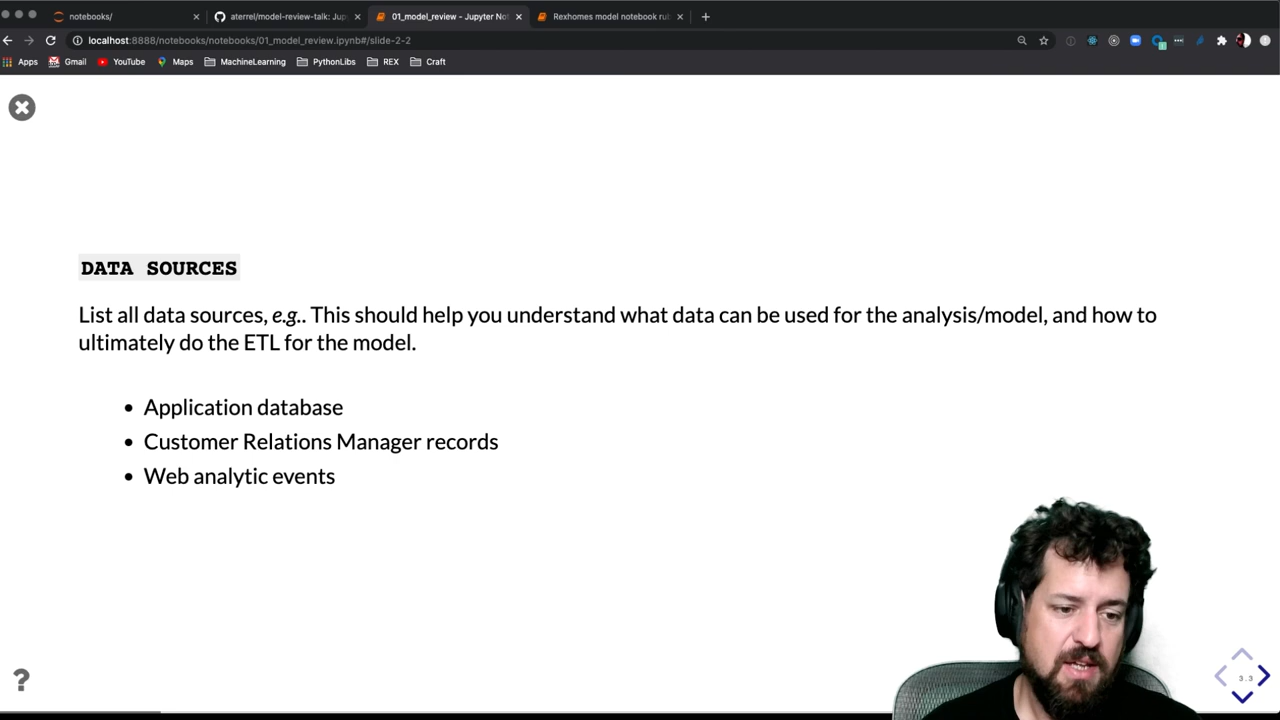 notebooks/
aterrel/model-review-talk: Jup
01_model_review - Jupyter No
Rexhomes model notebook rub
localhost:8888/notebooks/notebooks/01_model_review.ipynb#/slide-2-2
Apps
Gmail
YouTube
Maps
MachineLearning
PythonLibs
REX
Craft
DATA SOURCES
List all data sources, e.g.. This should help you understand what data can be used for the analysis/model, and how to
ultimately do the ETL for the model.
Application database
Customer Relations Manager records
Web analytic events
?
3.3